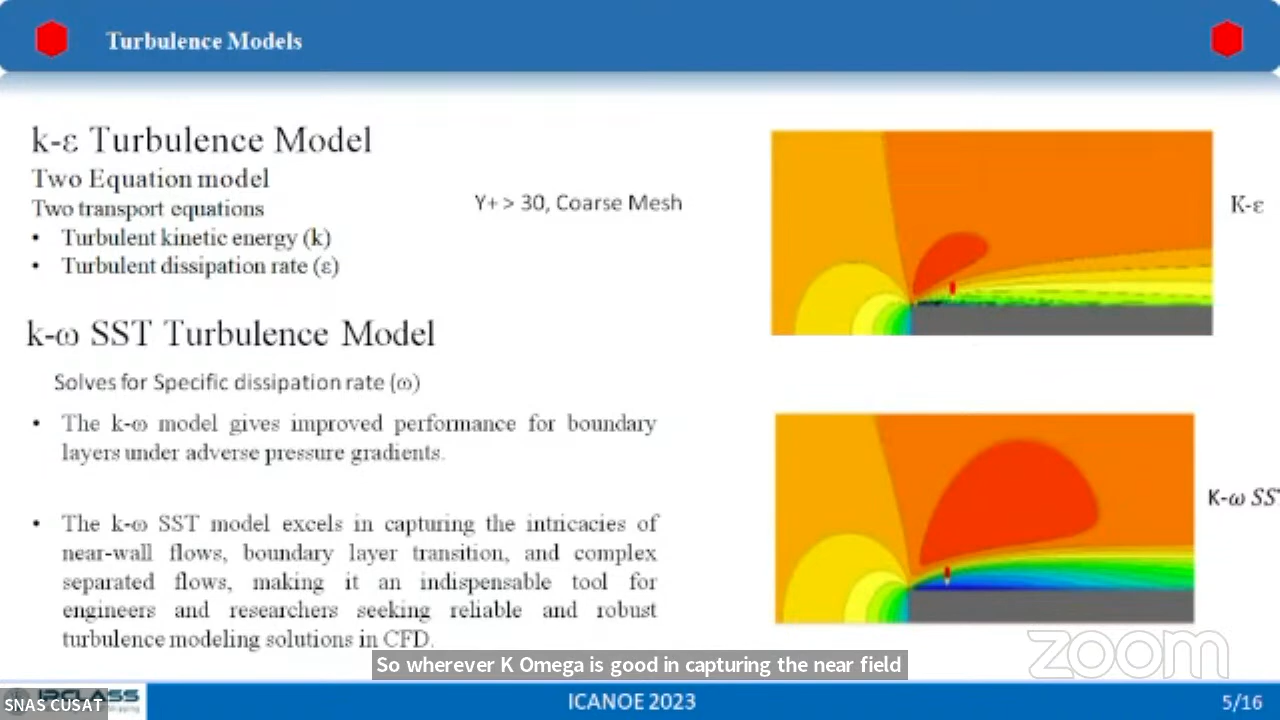 Turbulence Models
k-ε Turbulence Model
Two Equation model
Two transport equations
• Turbulent kinetic energy (k)
• Turbulent dissipation rate (ε)
Y+ > 30, Coarse Mesh
K-ε
k-ω SST Turbulence Model
Solves for Specific dissipation rate (ω)
• The k-ω model gives improved performance for boundary
layers under adverse pressure gradients.
• The k-ω SST model excels in capturing the intricacies of
near-wall flows, boundary layer transition, and complex
separated flows, making it an indispensable tool for
engineers and researchers seeking reliable and robust
turbulence modeling solutions in CFD.
K-ω SST
zoom
So wherever K Omega is good in capturing the near field
SNAS CUSAT
ICANOE 2023
5/16